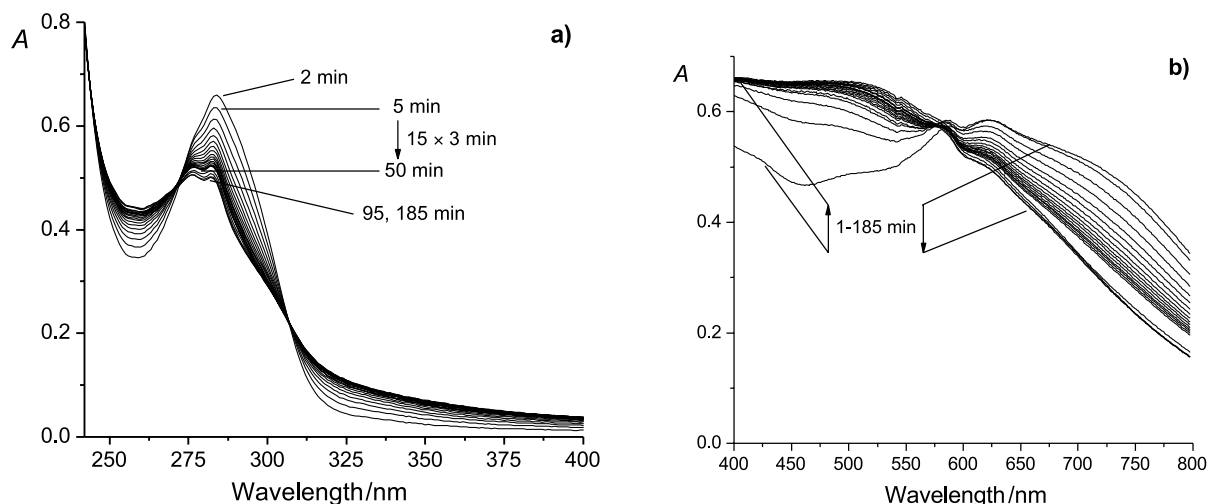 a)
A
0.8
0.6
0.4
0.2
0.0
2 min
5 min
15 × 3 min
50 min
95, 185 min
250 275 300 325 350 375 400
Wavelength/nm
b)
A
0.6
0.4
0.2
0.0
1-185 min
400 450 500 550 600 650 700 750 800
Wavelength/nm